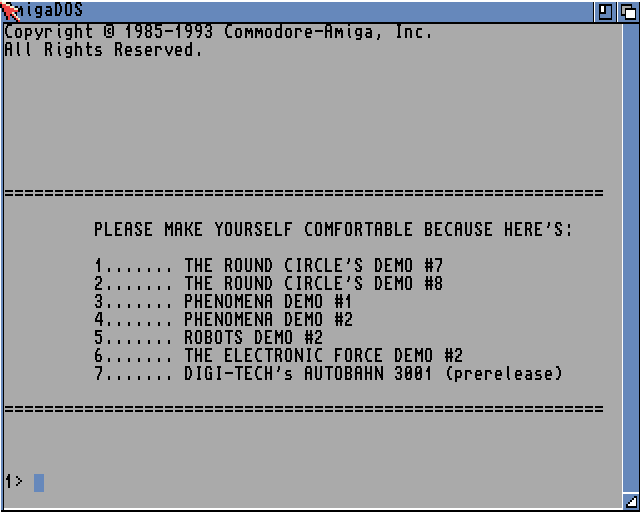 AmigaDOS
Copyright © 1985-1993 Commodore-Amiga, Inc.
All Rights Reserved.
============================================================
PLEASE MAKE YOURSELF COMFORTABLE BECAUSE HERE'S:
1....... THE ROUND CIRCLE'S DEMO #7
2....... THE ROUND CIRCLE'S DEMO #8
3....... PHENOMENA DEMO #1
4....... PHENOMENA DEMO #2
5....... ROBOTS DEMO #2
6....... THE ELECTRONIC FORCE DEMO #2
7....... DIGI-TECH's AUTOBAHN 3001 (prerelease)
============================================================
1>